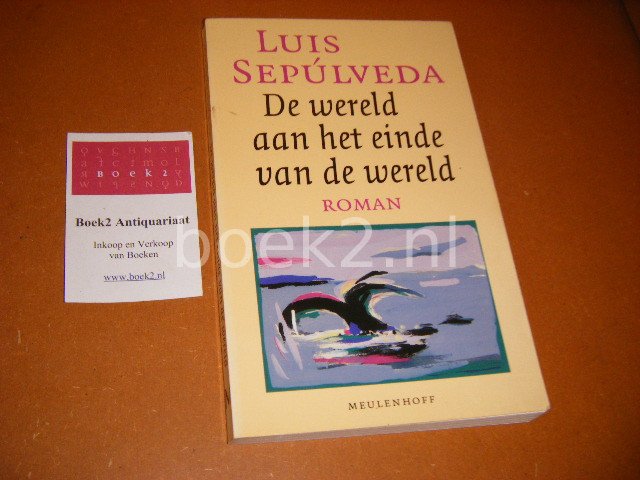 LUIS
SEPÚLVEDA
De wereld
aan het einde
van de wereld
ROMAN
MEULENHOFF
BOEK2
Boek2 Antiquariaat
Inkoop en Verkoop
van Boeken
www.boek2.nl
boek2.nl